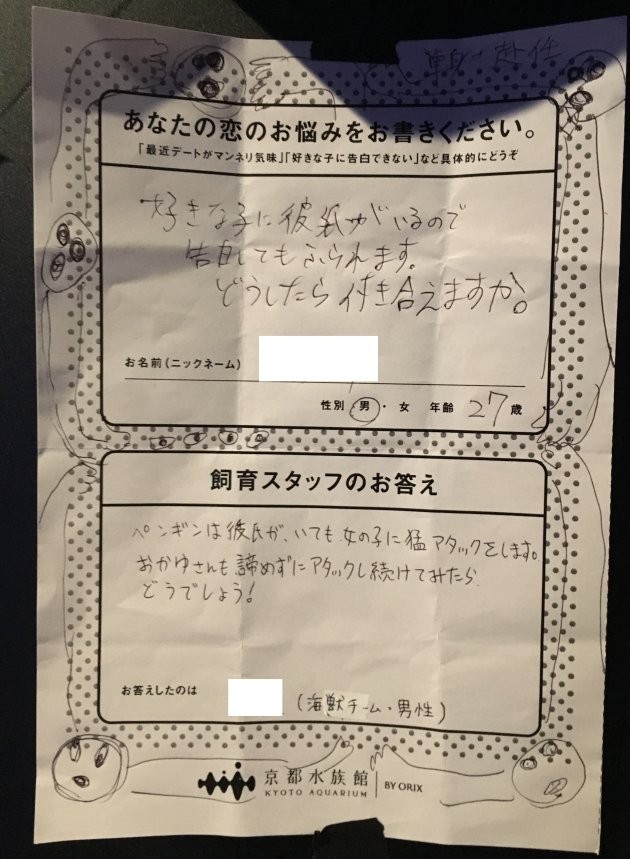 単身赴任
あなたの恋のお悩みをお書きください。
「最近デートがマンネリ気味」「好きな子に告白できない」など具体的にどうぞ
好きな子に彼氏がいるので
告白してもふられます。
どうしたら付き合えますか。
お名前(ニックネーム)
性別 男・女 年齢 27歳
飼育スタッフのお答え
ペンギンは彼氏が、いても女の子に猛アタックをします。
おかゆさんも諦めずにアタックし続けてみたら
どうでしょう!
お答えしたのは (海獣チーム・男性)
京都水族館 BY ORIX
KYOTO AQUARIUM